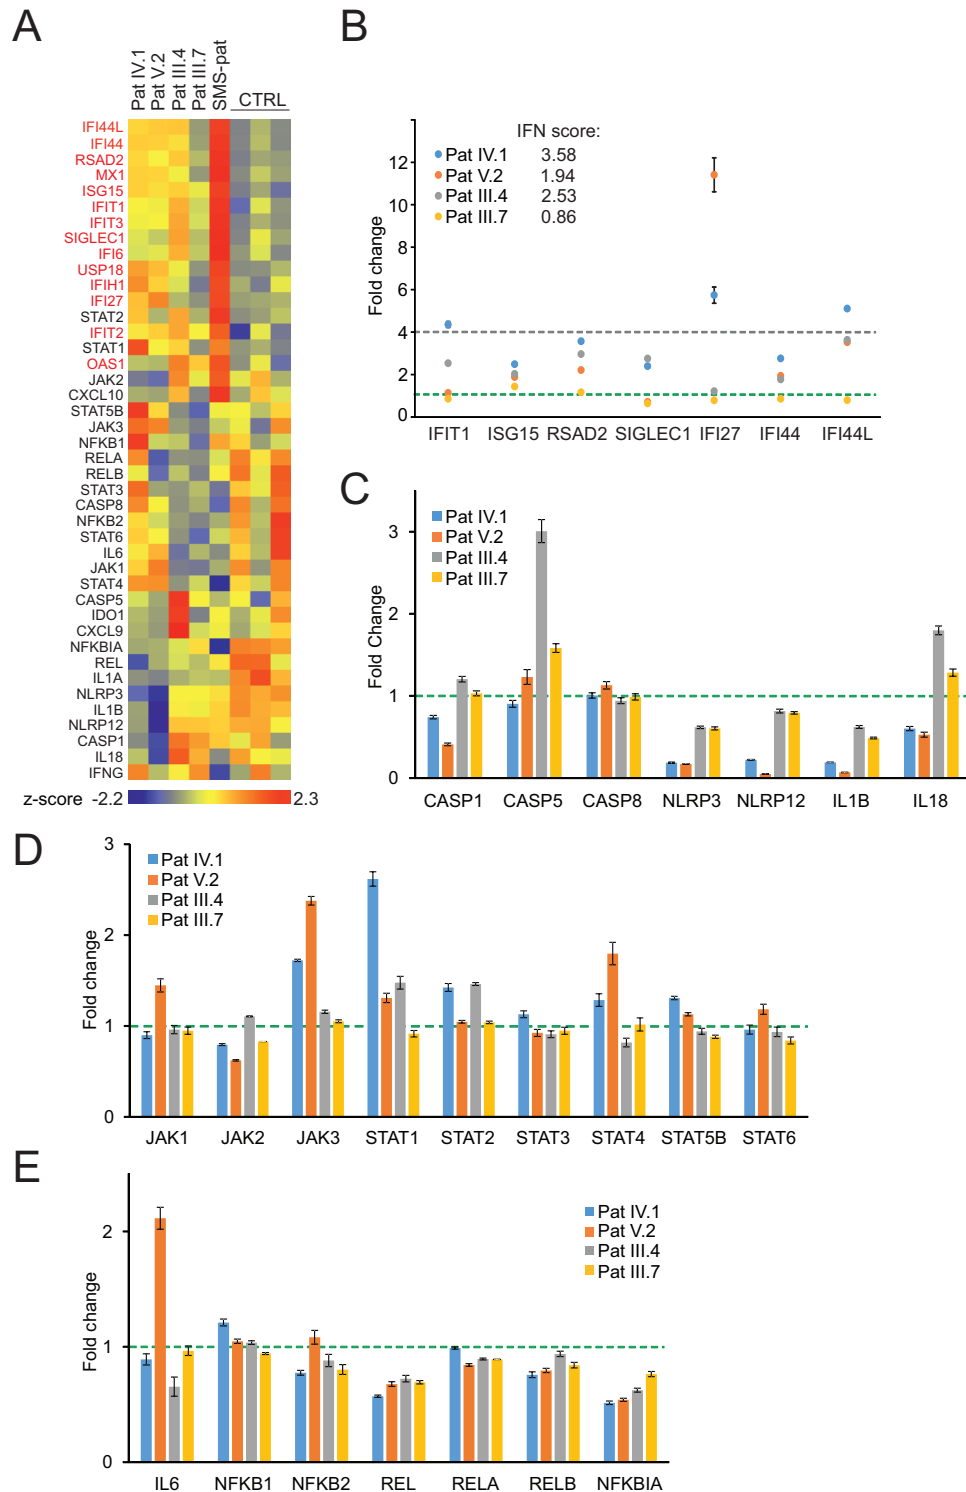 A
Pat IV.1
Pat V.2
Pat III.4
Pat III.7
SMS-pat
CTRL
IFI44L
IFI44
RSAD2
MX1
ISG15
IFIT1
IFIT3
SIGLEC1
IFI6
USP18
IFIH1
IFI27
STAT2
IFIT2
STAT1
OAS1
JAK2
CXCL10
STAT5B
JAK3
NFKB1
RELA
RELB
STAT3
CASP8
NFKB2
STAT6
IL6
JAK1
STAT4
CASP5
IDO1
CXCL9
NFKBIA
REL
IL1A
NLRP3
IL1B
NLRP12
CASP1
IL18
IFNG
z-score -2.2 2.3
B
IFN score:
Pat IV.1 3.58
Pat V.2 1.94
Pat III.4 2.53
Pat III.7 0.86
Fold change
12
10
8
6
4
2
0
IFIT1 ISG15 RSAD2 SIGLEC1 IFI27 IFI44 IFI44L
C
Pat IV.1
Pat V.2
Pat III.4
Pat III.7
Fold Change
3
2
1
0
CASP1 CASP5 CASP8 NLRP3 NLRP12 IL1B IL18
D
Pat IV.1
Pat V.2
Pat III.4
Pat III.7
Fold change
3
2
1
0
JAK1 JAK2 JAK3 STAT1 STAT2 STAT3 STAT4 STAT5B STAT6
E
Pat IV.1
Pat V.2
Pat III.4
Pat III.7
Fold change
2
1
0
IL6 NFKB1 NFKB2 REL RELA RELB NFKBIA